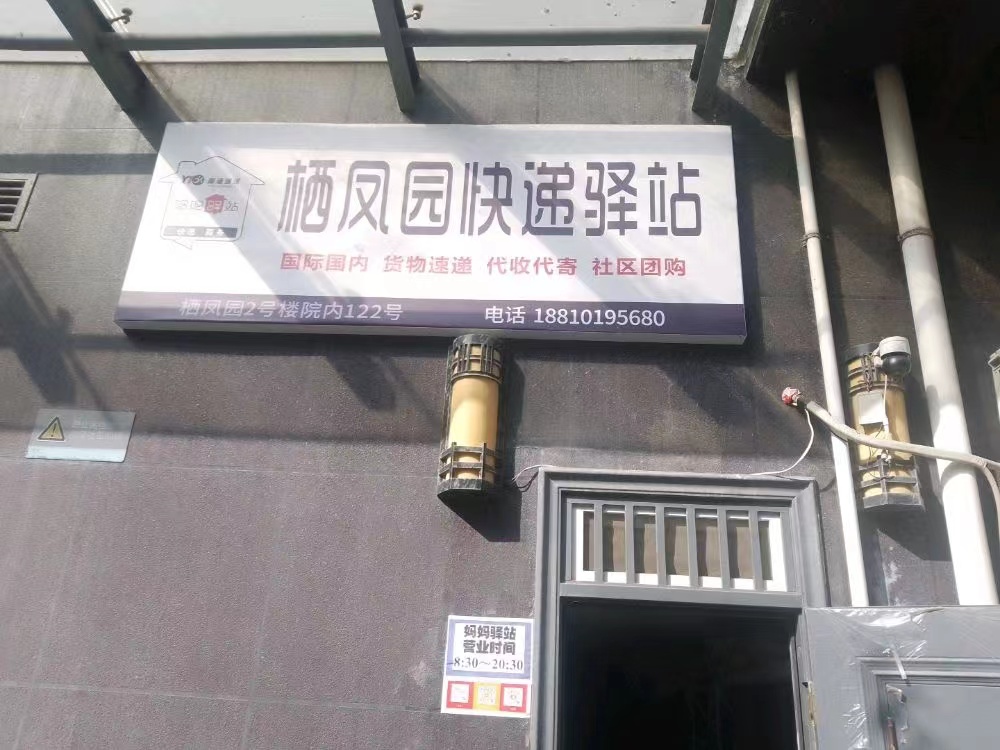 栖凤园快递驿站
国际国内 货物速递 代收代寄 社区团购
栖凤园2号楼院内122号
电话 18810195680
妈妈驿站
营业时间
8:30～20:30